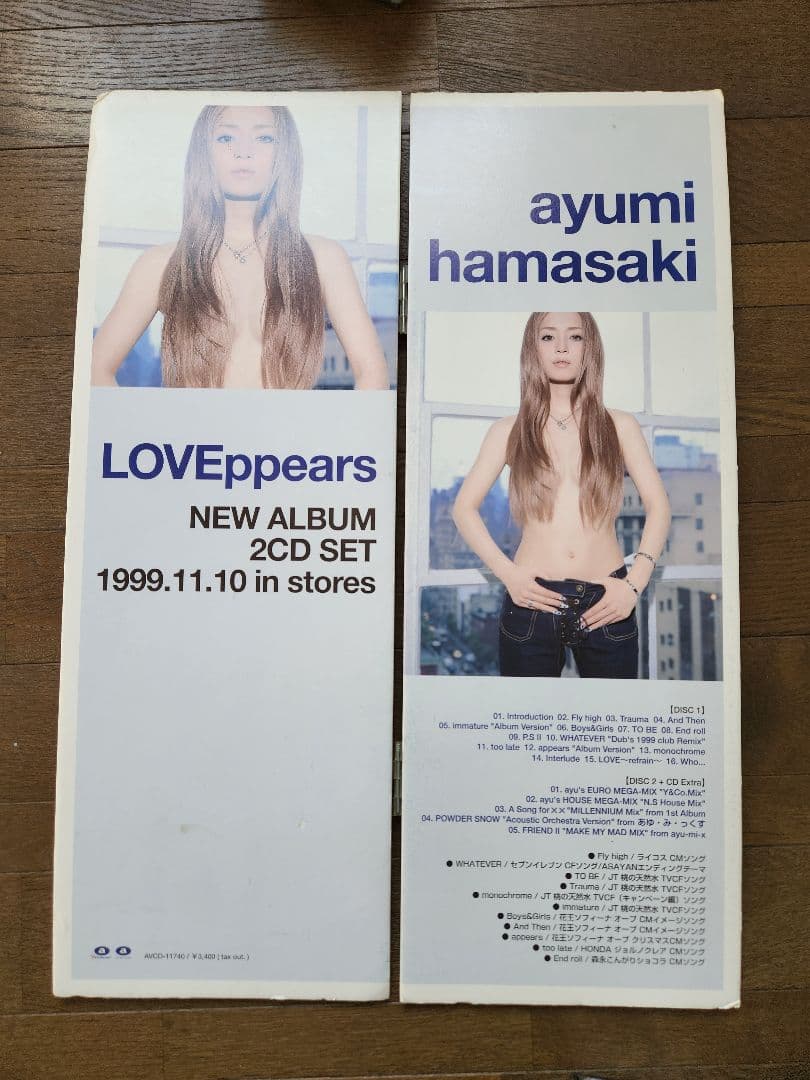 LOVEppears
NEW ALBUM
2CD SET
1999.11.10 in stores
AVCD-11740 / ¥3,400 ( tax out. )
ayumi
hamasaki
【DISC 1】
01. Introduction 02. Fly high 03. Trauma 04. And Then
05. immature "Album Version" 06. Boys&Girls 07. TO BE 08. End roll
09. P.S II 10. WHATEVER "Dub's 1999 club Remix"
11. too late 12. appears "Album Version" 13. monochrome
14. Interlude 15. LOVE〜refrain〜 16. Who...
【DISC 2 + CD Extra】
01. ayu's EURO MEGA-MIX "Y&Co.Mix"
02. ayu's HOUSE MEGA-MIX "N.S House Mix"
03. A Song for ×× "MILLENNIUM Mix" from 1st Album
04. POWDER SNOW "Acoustic Orchestra Version" from あゆ・み・っくす
05. FRIEND II "MAKE MY MAD MIX" from ayu-mi-x
● Fly high / ライコス CMソング
● WHATEVER / セブンイレブン CFソング/ASAYANエンディングテーマ
● TO BE / JT 桃の天然水 TVCFソング
● Trauma / JT 桃の天然水 TVCFソング
● monochrome / JT 桃の天然水 TVCF（キャンペーン編）ソング
● immature / JT 桃の天然水 TVCFソング
● Boys&Girls / 花王ソフィーナ オーブ CMイメージソング
● And Then / 花王ソフィーナ オーブ CMイメージソング
● appears / 花王ソフィーナ オーブ クリスマスCMソング
● too late / HONDA ジョルノクレア CMソング
● End roll / 森永こんがりショコラ CMソング